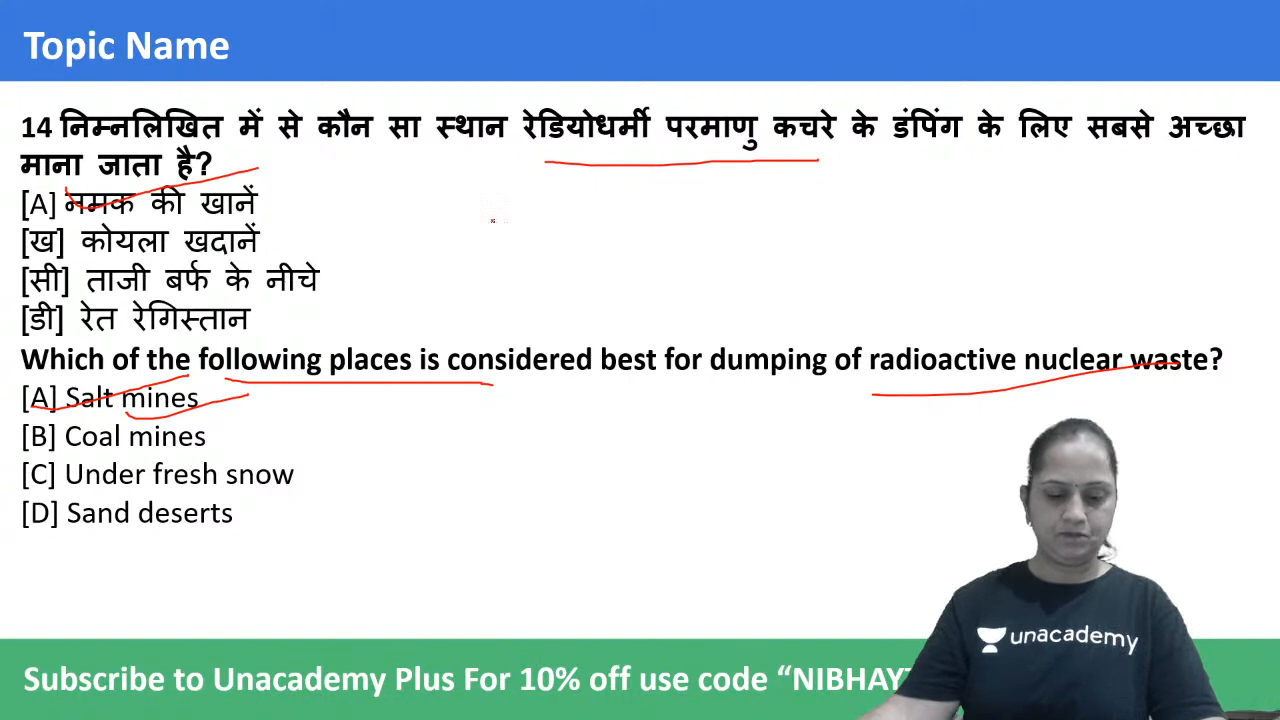 Topic Name
14 निम्नलिखित में से कौन सा स्थान रेडियोधर्मी परमाणु कचरे के डंपिंग के लिए सबसे अच्छा
माना जाता है?
[A] नमक की खानें
[ख] कोयला खदानें
[सी] ताजी बर्फ के नीचे
[डी] रेत रेगिस्तान
Which of the following places is considered best for dumping of radioactive nuclear waste?
[A] Salt mines
[B] Coal mines
[C] Under fresh snow
[D] Sand deserts
unacademy
Subscribe to Unacademy Plus For 10% off use code “NIBHAY